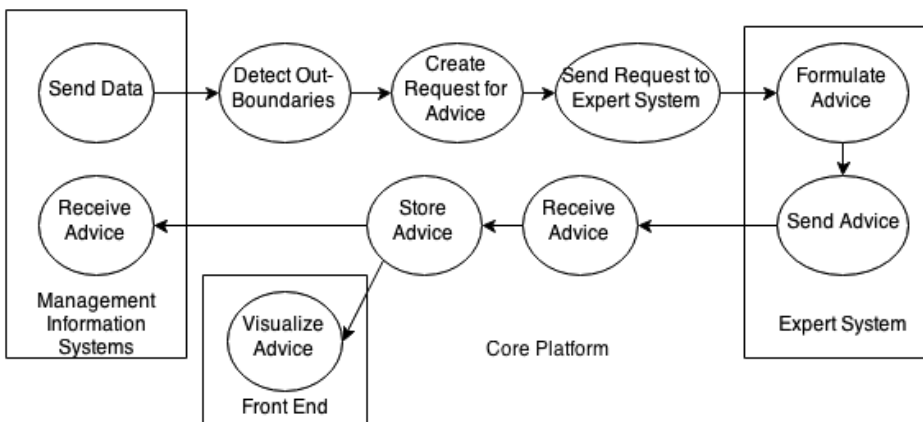 Send Data
Detect Out-
Boundaries
Create
Request for
Advice
Send Request to
Expert System
Formulate
Advice
Receive
Advice
Store
Advice
Receive
Advice
Send Advice
Management
Information
Systems
Visualize
Advice
Front End
Core Platform
Expert System